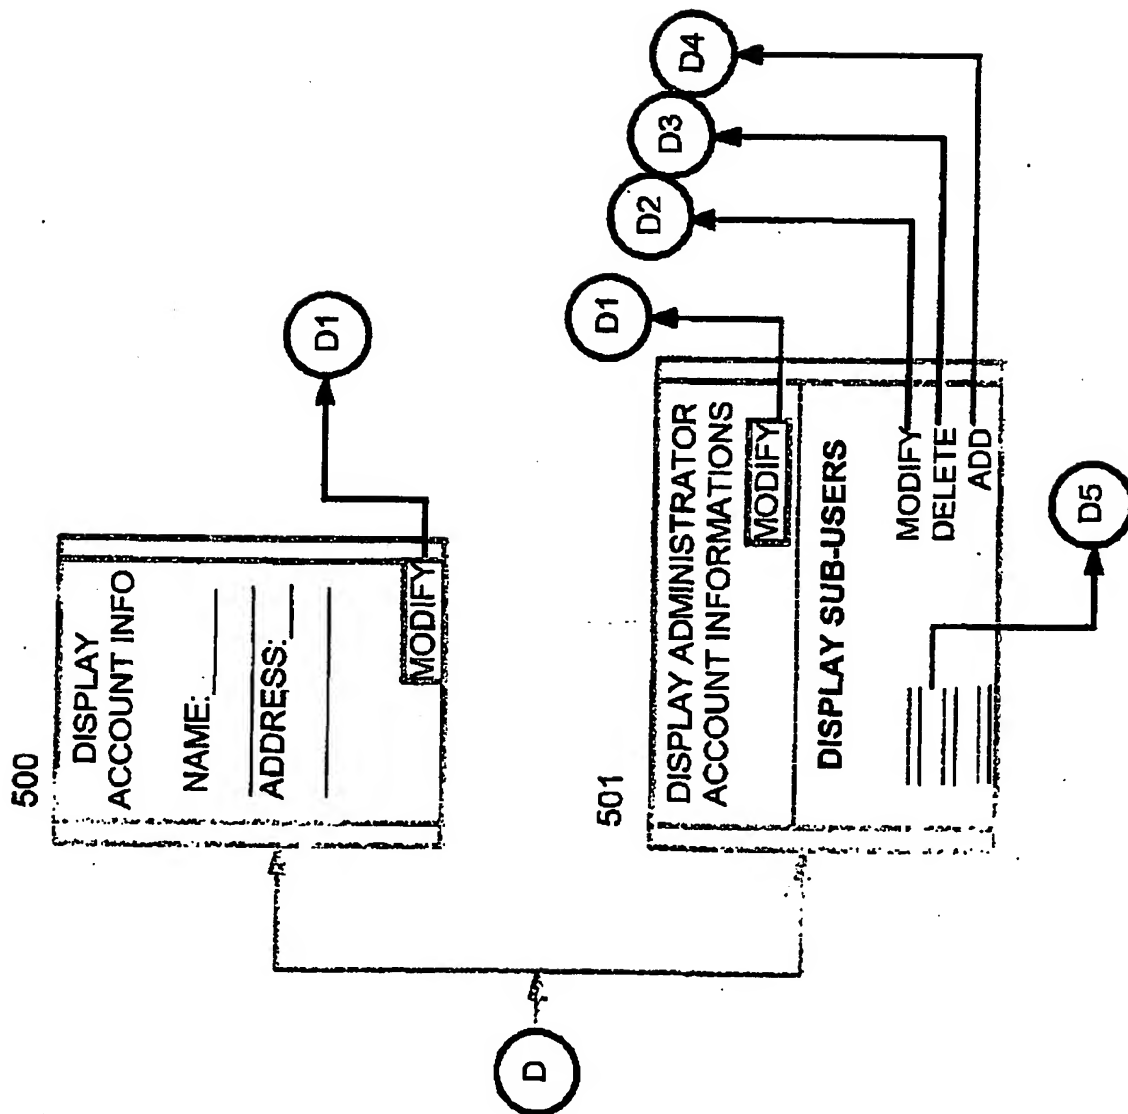 500
DISPLAY
ACCOUNT INFO
NAME:
ADDRESS:
MODIFY
D1
D
501
DISPLAY ADMINISTRATOR
ACCOUNT INFORMATIONS
MODIFY
DISPLAY SUB-USERS
MODIFY
DELETE
ADD
D1
D2
D3
D4
D5